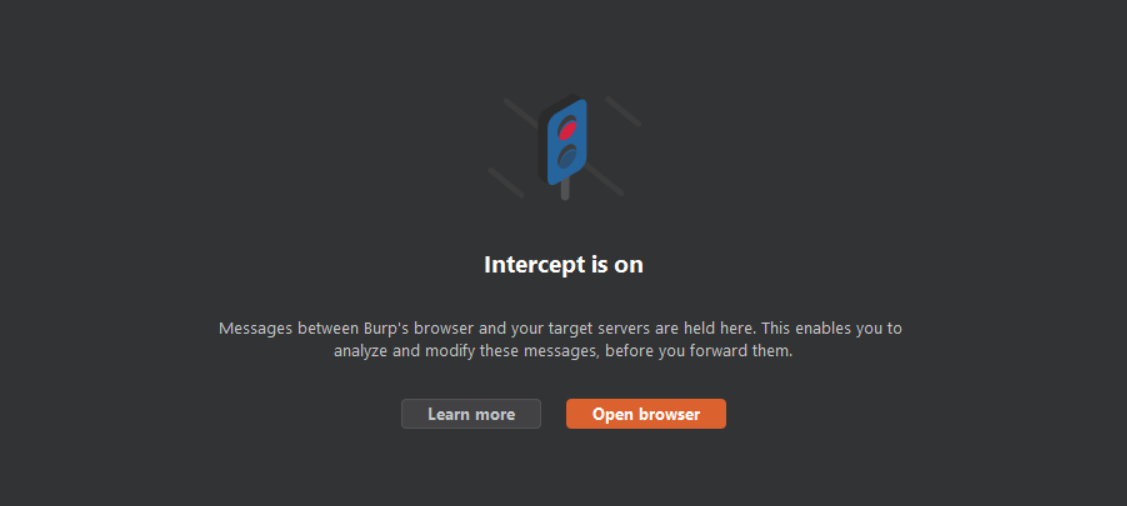 Intercept is on
Messages between Burp's browser and your target servers are held here. This enables you to
analyze and modify these messages, before you forward them.
Learn more
Open browser